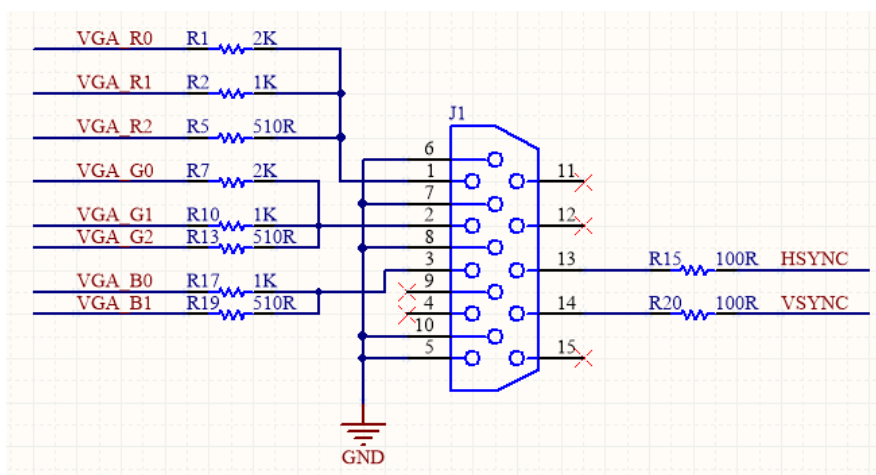 VGA_R0 R1 2K
VGA_R1 R2 1K
J1
VGA_R2 R5 510R
6
VGA_G0 R7 2K 1 11
7
VGA_G1 R10 1K 2 12
VGA_G2 R13 510R 8
3 13 R15 100R HSYNC
VGA_B0 R17 1K 9
VGA_B1 R19 510R 4 14 R20 100R VSYNC
10
5 15
GND